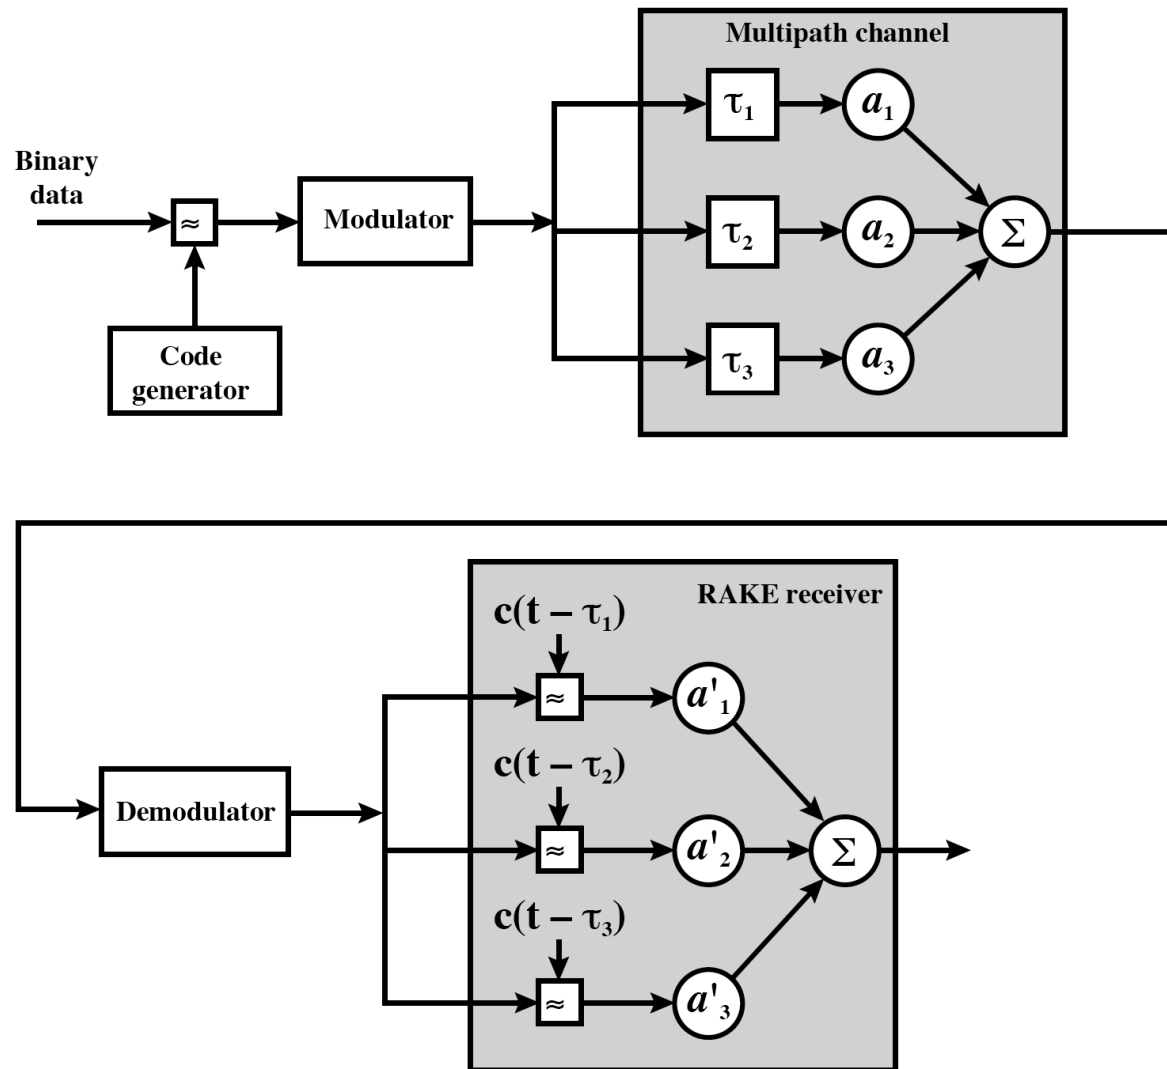 Multipath channel
τ1
a1
Binary
data
≈
Modulator
τ2
a2
Σ
Code
generator
τ3
a3
RAKE receiver
c(t – τ1)
≈
a'1
c(t – τ2)
Demodulator
≈
a'2
Σ
c(t – τ3)
≈
a'3